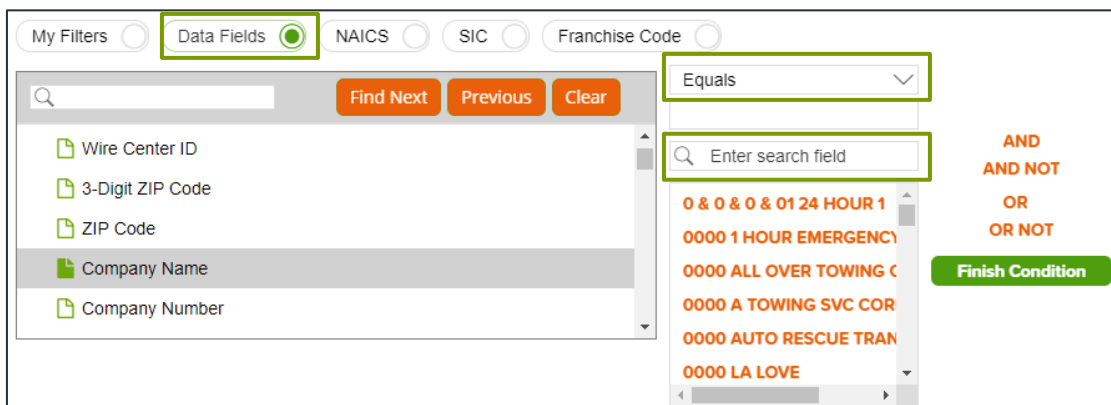 My Filters
Data Fields
NAICS
SIC
Franchise Code
Find Next
Previous
Clear
Wire Center ID
3-Digit ZIP Code
ZIP Code
Company Name
Company Number
Equals
Enter search field
0 & 0 & 0 & 01 24 HOUR 1
0000 1 HOUR EMERGENCY
0000 ALL OVER TOWING
0000 A TOWING SVC COR
0000 AUTO RESCUE TRAN
0000 LA LOVE
AND
AND NOT
OR
OR NOT
Finish Condition